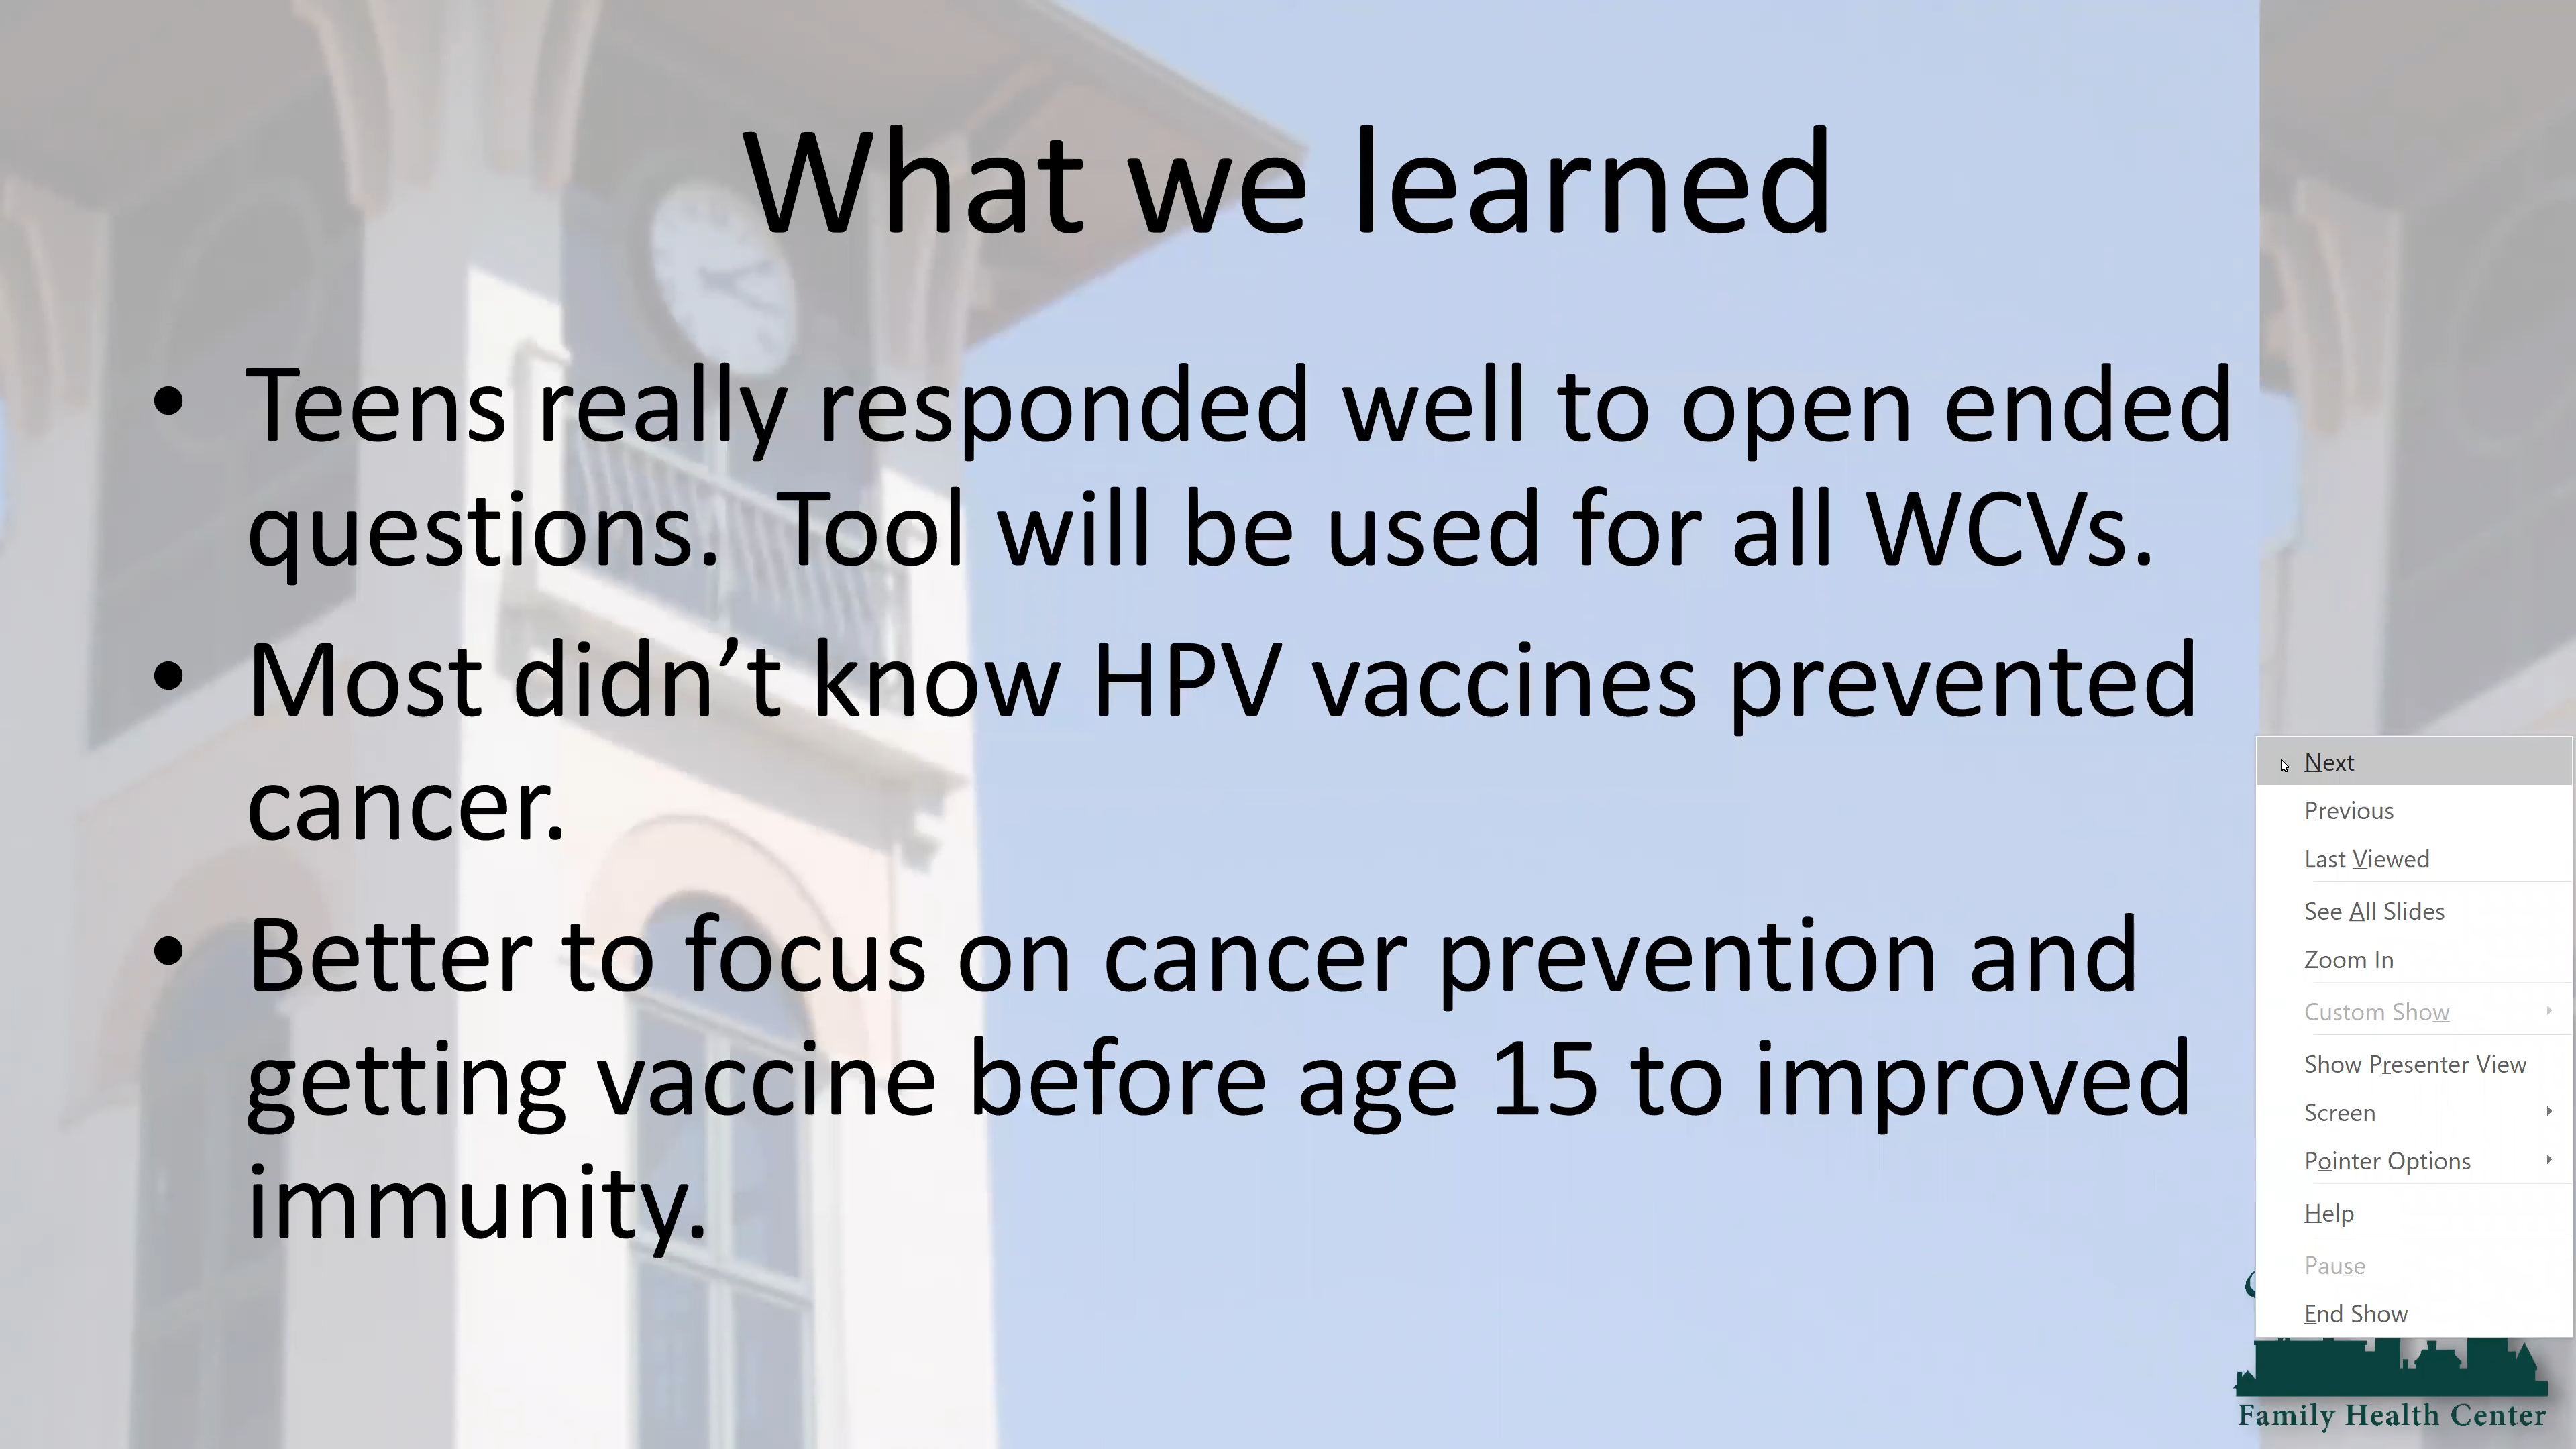 What we learned
• Teens really responded well to open ended
questions.  Tool will be used for all WCVs.
• Most didn’t know HPV vaccines prevented
cancer.
• Better to focus on cancer prevention and
getting vaccine before age 15 to improved
immunity.
Next
Previous
Last Viewed
See All Slides
Zoom In
Custom Show
Show Presenter View
Screen
Pointer Options
Help
Pause
End Show
Family Health Center